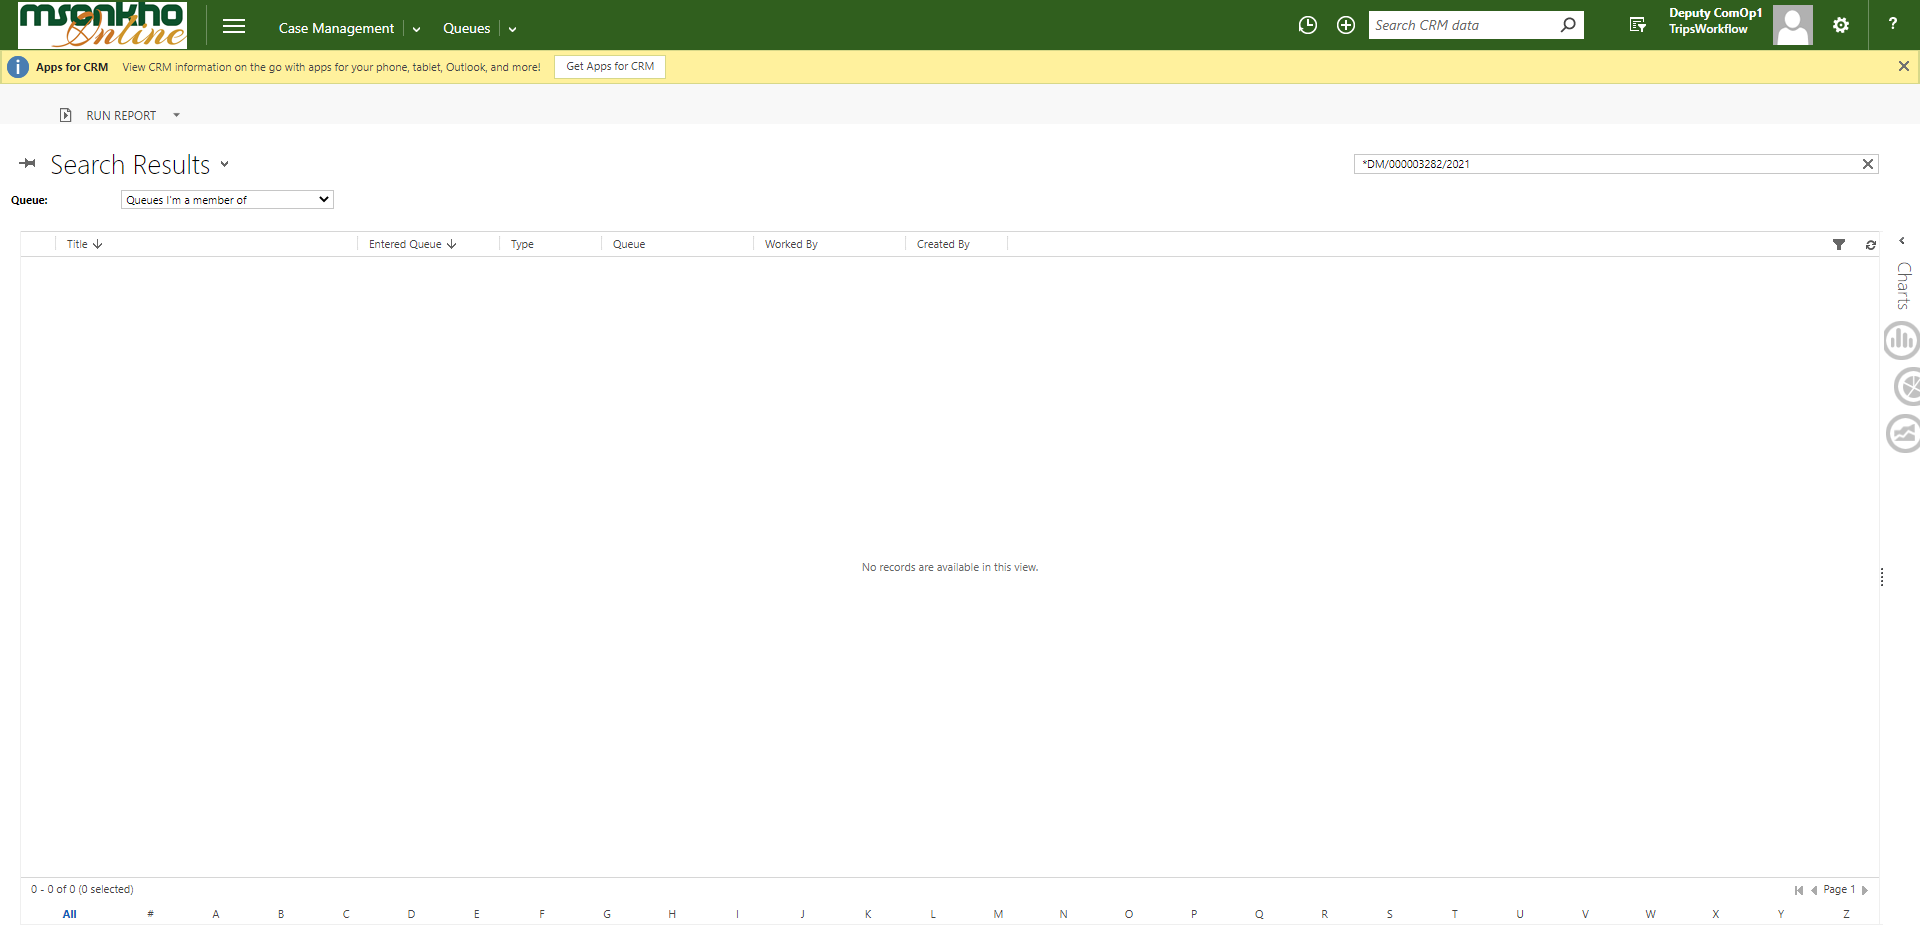 msonkho
Online
Case Management
Queues
Search CRM data
Deputy ComOp1
TripsWorkflow
?
i
Apps for CRM View CRM information on the go with apps for your phone, tablet, Outlook, and more! Get Apps for CRM
RUN REPORT
Search Results
*DM/000003282/2021
Queue: Queues I'm a member of
Title Entered Queue Type Queue Worked By Created By
Charts
No records are available in this view.
0 - 0 of 0 (0 selected) Page 1
All # A B C D E F G H I J K L M N O P Q R S T U V W X Y Z